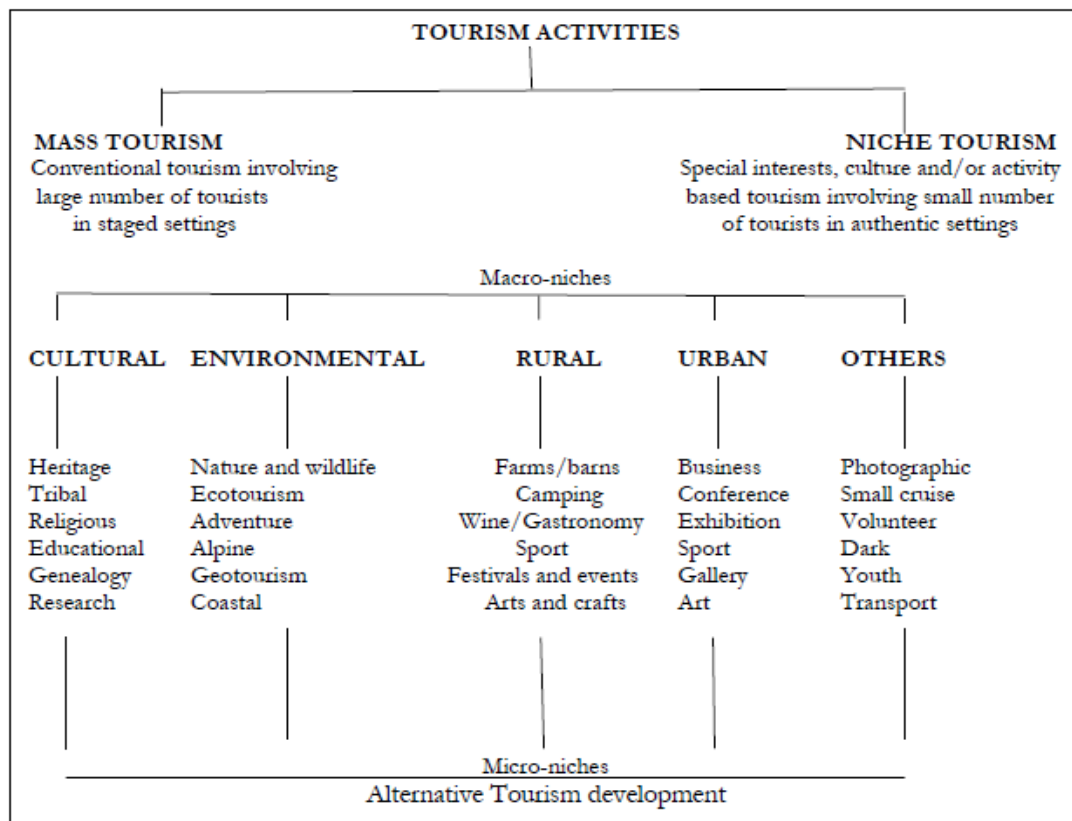 TOURISM ACTIVITIES
MASS TOURISM
Conventional tourism involving
large number of tourists
in staged settings
NICHE TOURISM
Special interests, culture and/or activity
based tourism involving small number
of tourists in authentic settings
Macro-niches
CULTURAL
Heritage
Tribal
Religious
Educational
Genealogy
Research
ENVIRONMENTAL
Nature and wildlife
Ecotourism
Adventure
Alpine
Geotourism
Coastal
RURAL
Farms/barns
Camping
Wine/Gastronomy
Sport
Festivals and events
Arts and crafts
URBAN
Business
Conference
Exhibition
Sport
Gallery
Art
OTHERS
Photographic
Small cruise
Volunteer
Dark
Youth
Transport
Micro-niches
Alternative Tourism development